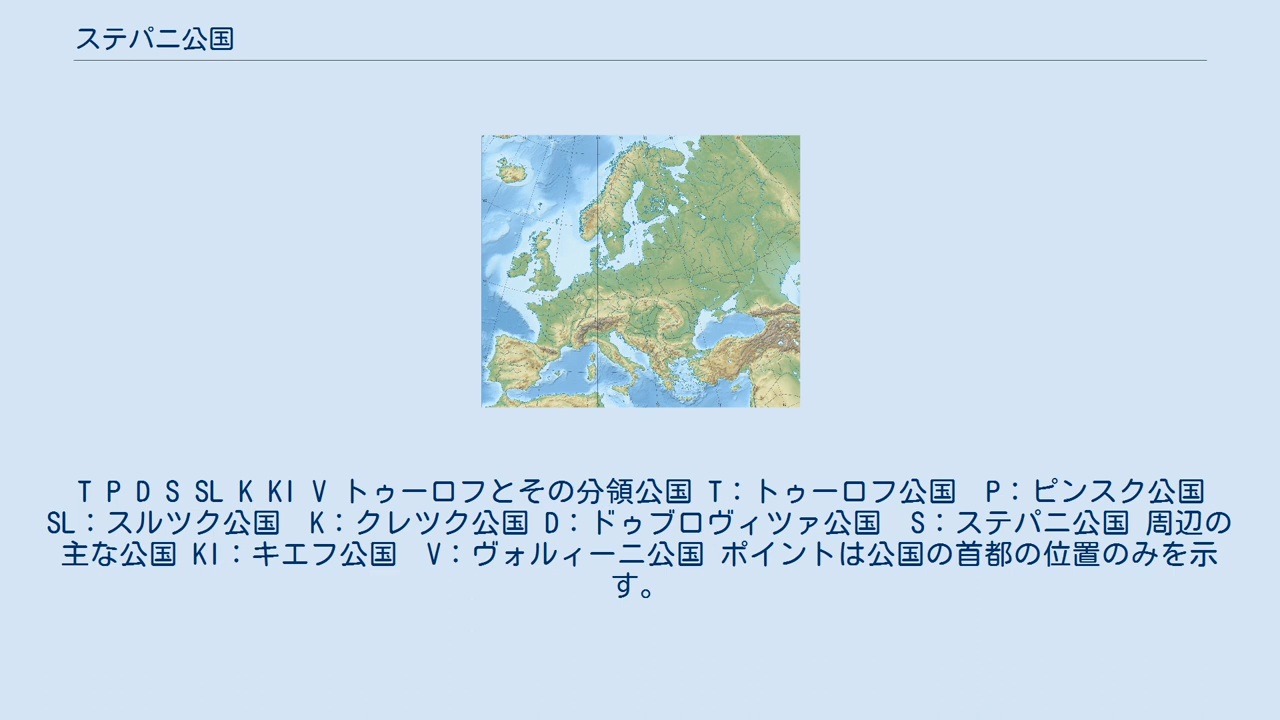 ステパニ公国
T P D S SL K KI V トゥーロフとその分領公国 T：トゥーロフ公国　P：ピンスク公国
SL：スルツク公国　K：クレツク公国 D：ドゥブロヴィツァ公国　S：ステパニ公国 周辺の
主な公国 KI：キエフ公国　V：ヴォルィーニ公国 ポイントは公国の首都の位置のみを示
す。